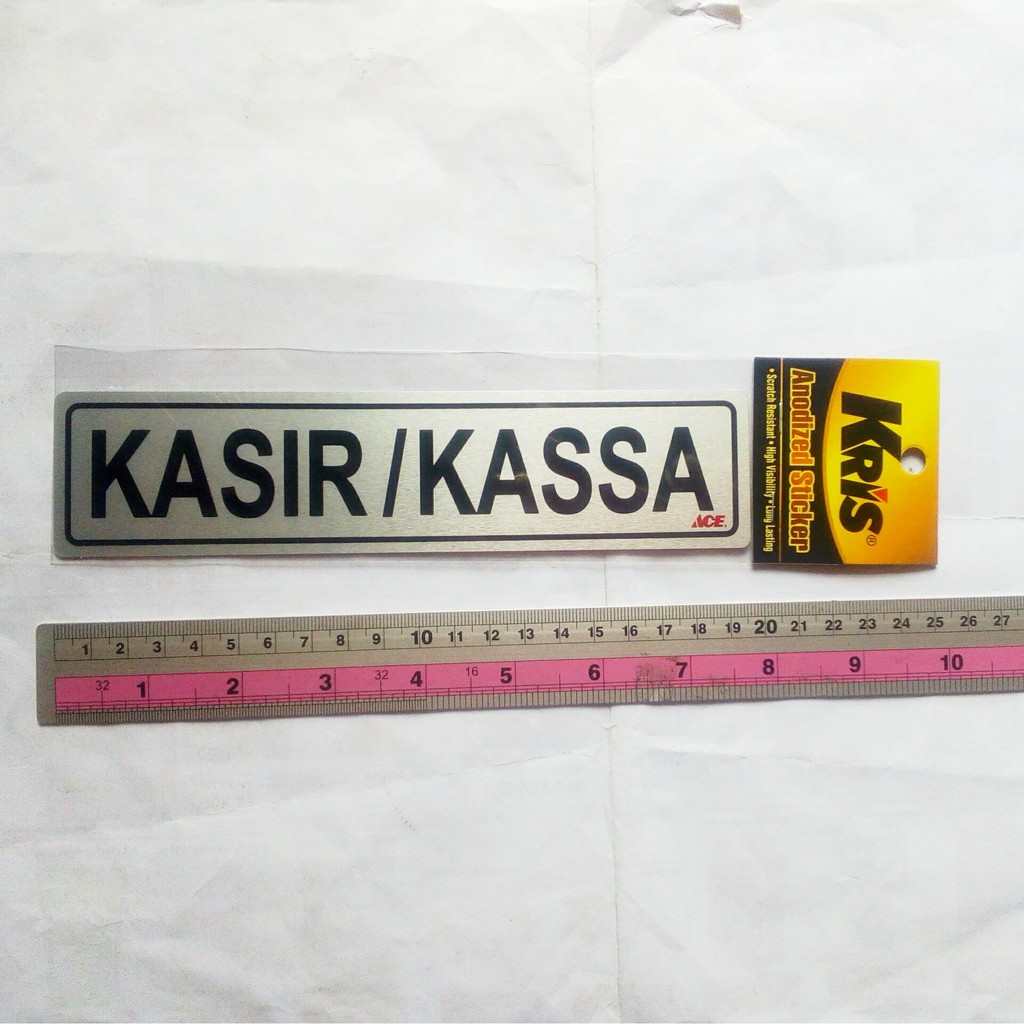 KASIR / KASSA
ACE®
KRIS®
Anodized Sticker
• Scratch Resistant • High Visibility • Long Lasting
1 2 3 4 5 6 7 8 9 10 11 12 13 14 15 16 17 18 19 20 21 22 23 24 25 26 27
32 1 2 3 32 4 16 5 6 7 8 9 10